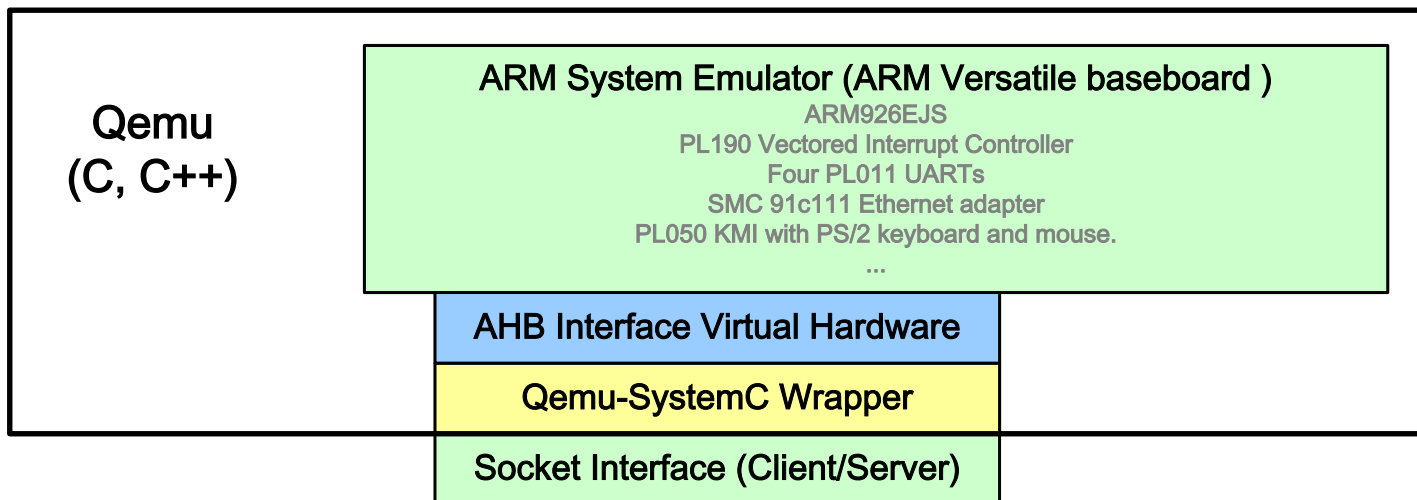 Qemu
(C, C++)
ARM System Emulator (ARM Versatile baseboard )
ARM926EJS
PL190 Vectored Interrupt Controller
Four PL011 UARTs
SMC 91c111 Ethernet adapter
PL050 KMI with PS/2 keyboard and mouse.
...
AHB Interface Virtual Hardware
Qemu-SystemC Wrapper
Socket Interface (Client/Server)